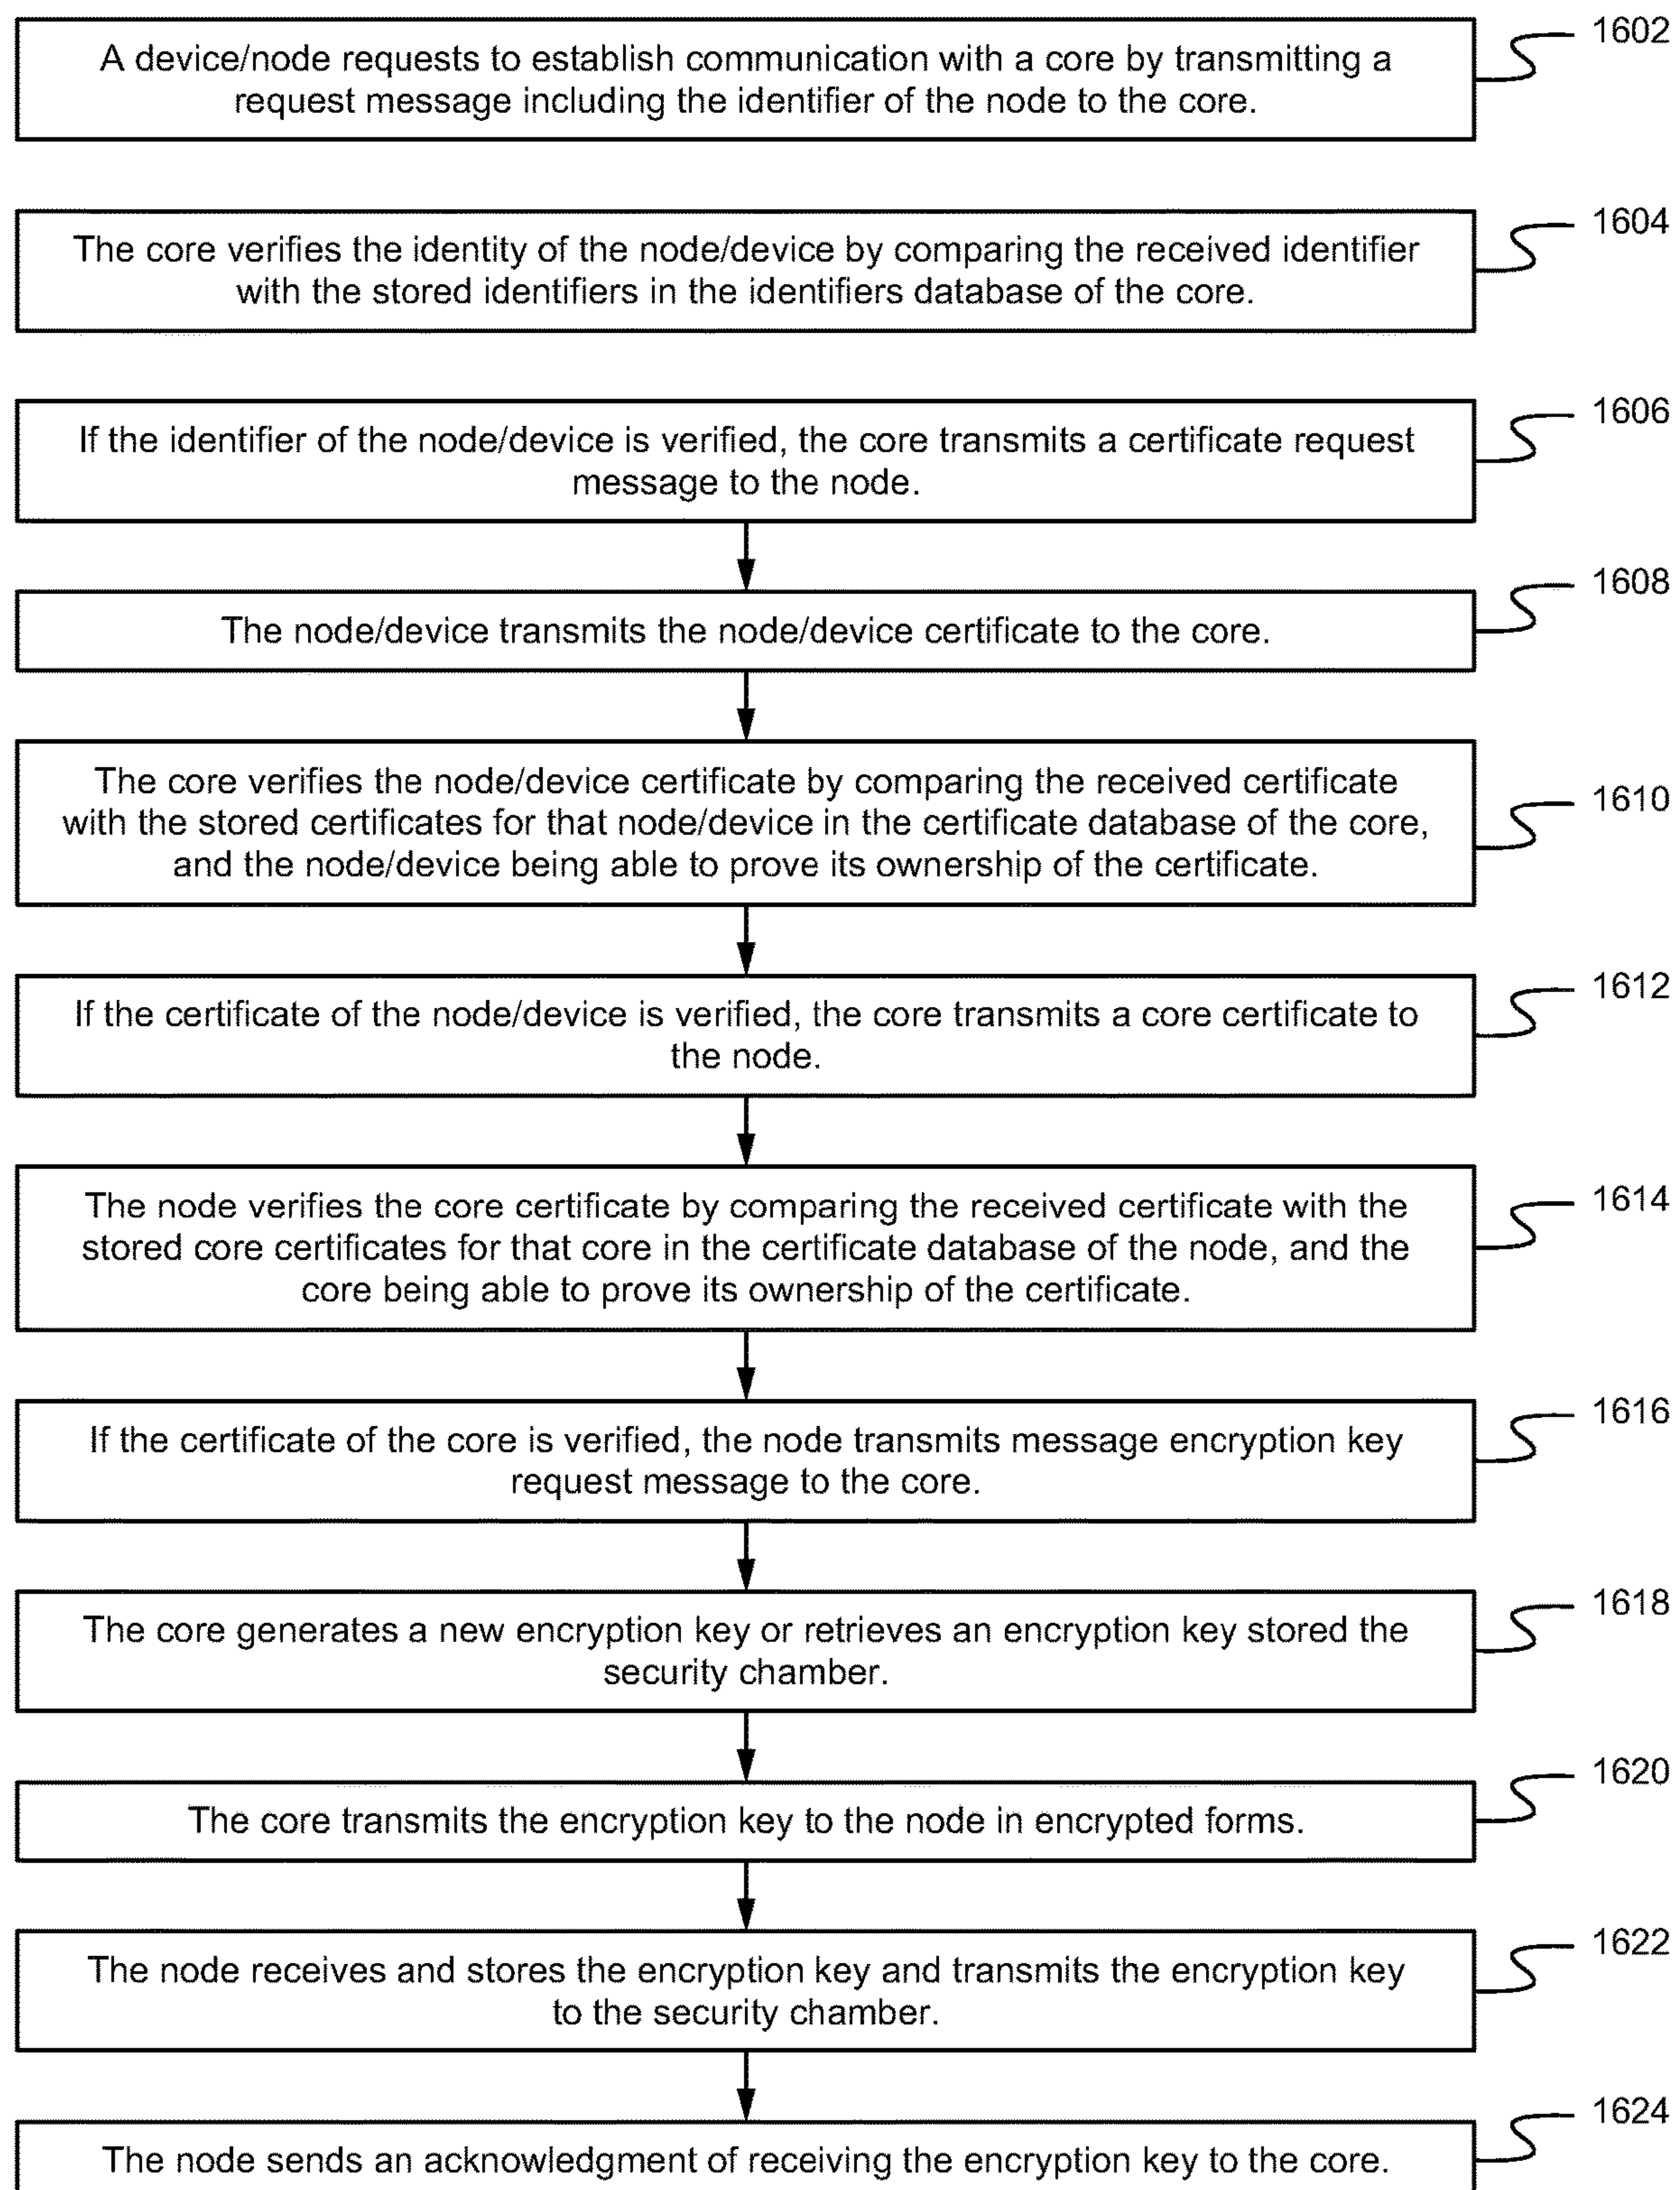 1602
A device/node requests to establish communication with a core by transmitting a
request message including the identifier of the node to the core.
1604
The core verifies the identity of the node/device by comparing the received identifier
with the stored identifiers in the identifiers database of the core.
1606
If the identifier of the node/device is verified, the core transmits a certificate request
message to the node.
1608
The node/device transmits the node/device certificate to the core.
1610
The core verifies the node/device certificate by comparing the received certificate
with the stored certificates for that node/device in the certificate database of the core,
and the node/device being able to prove its ownership of the certificate.
1612
If the certificate of the node/device is verified, the core transmits a core certificate to
the node.
1614
The node verifies the core certificate by comparing the received certificate with the
stored core certificates for that core in the certificate database of the node, and the
core being able to prove its ownership of the certificate.
1616
If the certificate of the core is verified, the node transmits message encryption key
request message to the core.
1618
The core generates a new encryption key or retrieves an encryption key stored the
security chamber.
1620
The core transmits the encryption key to the node in encrypted forms.
1622
The node receives and stores the encryption key and transmits the encryption key
to the security chamber.
1624
The node sends an acknowledgment of receiving the encryption key to the core.